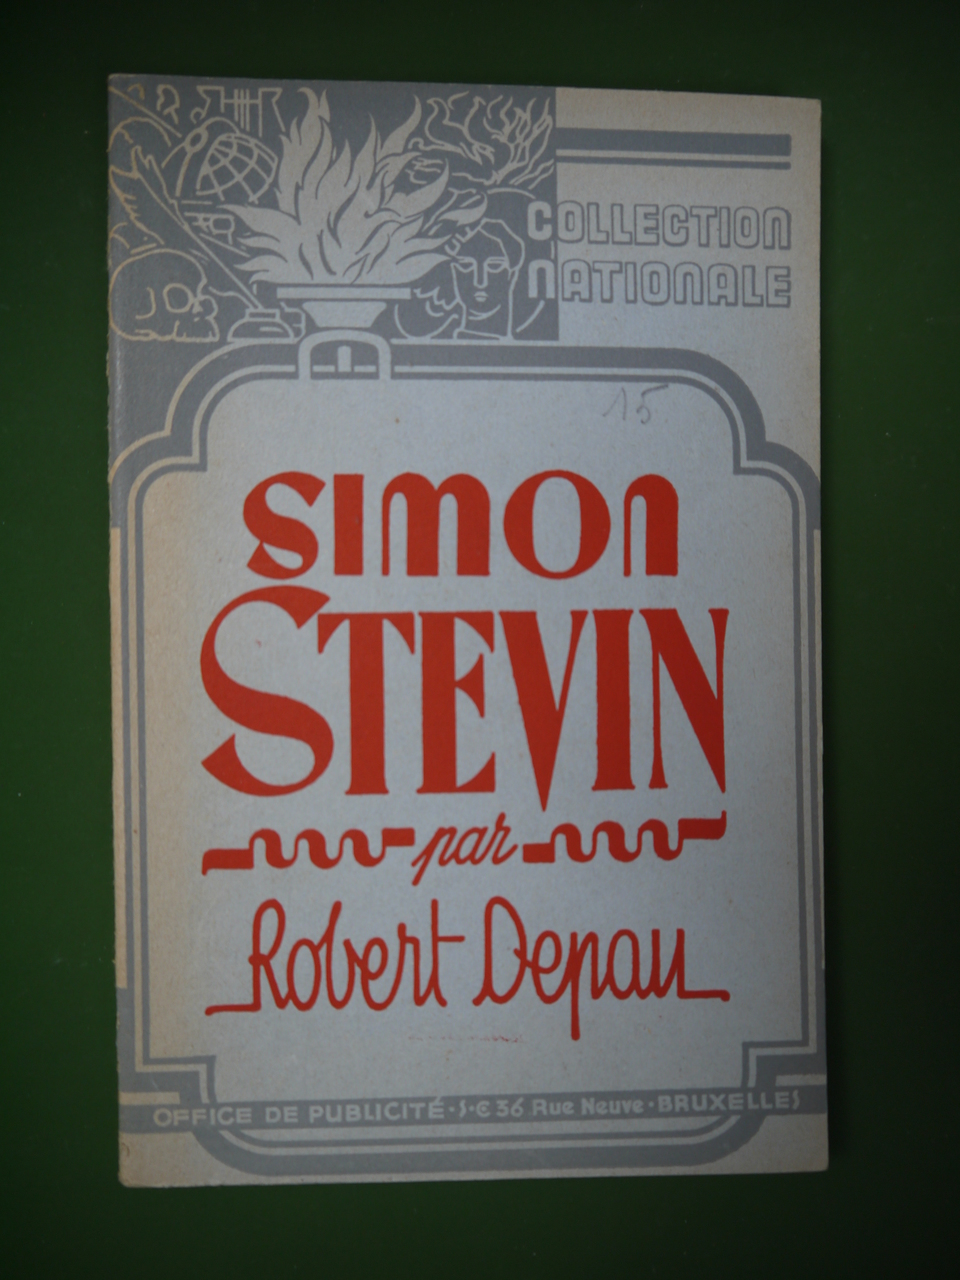 COLLECTION
NATIONALE
15
SIMON
STEVIN
par
Robert Depau
OFFICE DE PUBLICITÉ · S·C 36 Rue Neuve · BRUXELLES